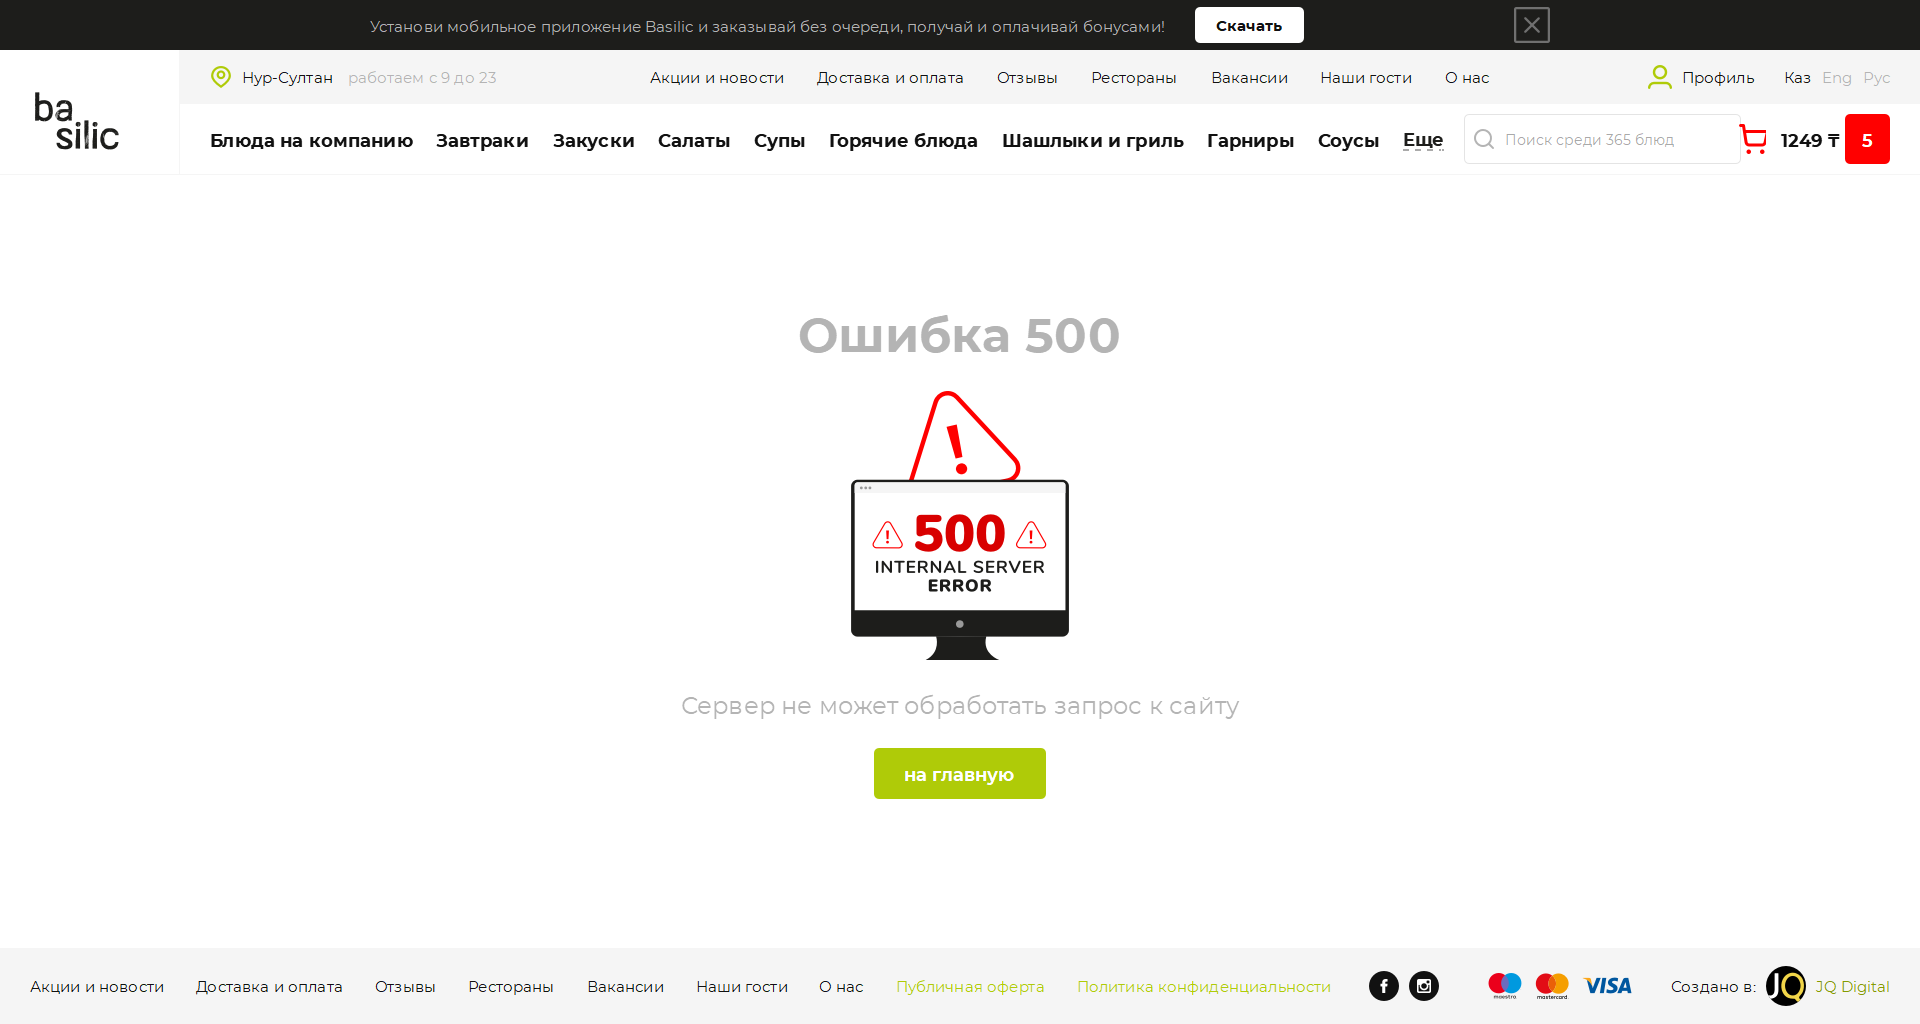 Установи мобильное приложение Basilic и заказывай без очереди, получай и оплачивай бонусами! Скачать
ba
silic
Нур-Султан работаем с 9 до 23 Акции и новости Доставка и оплата Отзывы Рестораны Вакансии Наши гости О нас Профиль Каз Eng Рус
Блюда на компанию Завтраки Закуски Салаты Супы Горячие блюда Шашлыки и гриль Гарниры Соусы Еще Поиск среди 365 блюд 1249 ₸ 5
Ошибка 500
!
! 500 !
INTERNAL SERVER
ERROR
Сервер не может обработать запрос к сайту
на главную
Акции и новости Доставка и оплата Отзывы Рестораны Вакансии Наши гости О нас Публичная оферта Политика конфиденциальности f maestro mastercard VISA Создано в: JQ JQ Digital